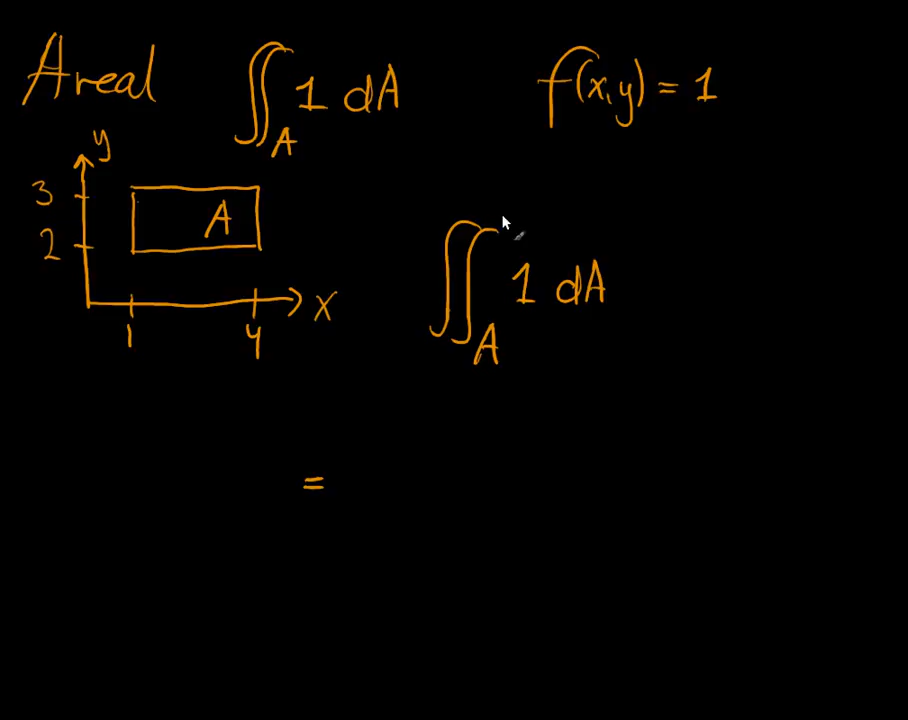 Areal ∬_A 1 dA f(x,y) = 1
y
3
A
2
x
1 4
∬_A 1 dA
=